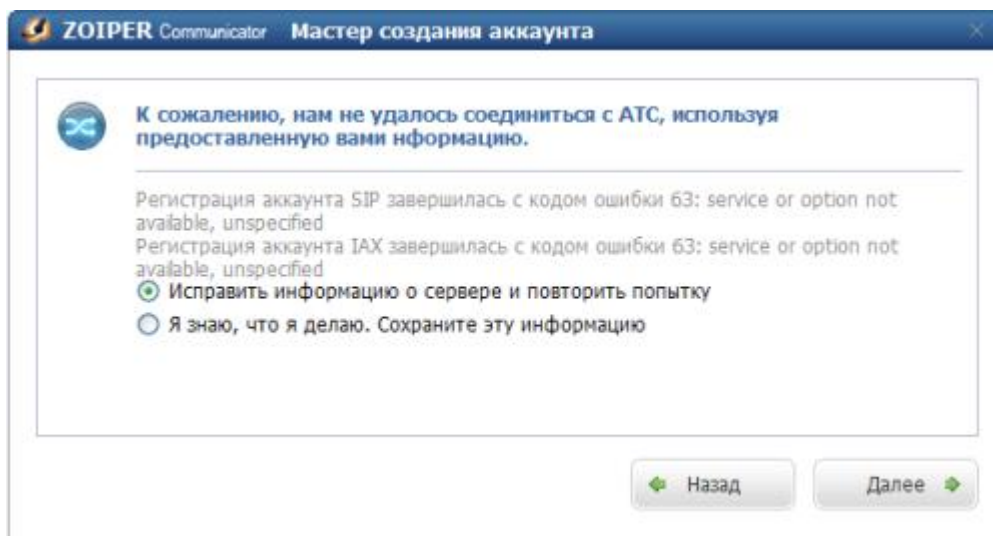 ZOIPER Communicator Мастер создания аккаунта
К сожалению, нам не удалось соединиться с АТС, используя
предоставленную вами нформацию.
Регистрация аккаунта SIP завершилась с кодом ошибки 63: service or option not
available, unspecified
Регистрация аккаунта IAX завершилась с кодом ошибки 63: service or option not
available, unspecified
Исправить информацию о сервере и повторить попытку
Я знаю, что я делаю. Сохраните эту информацию
Назад Далее